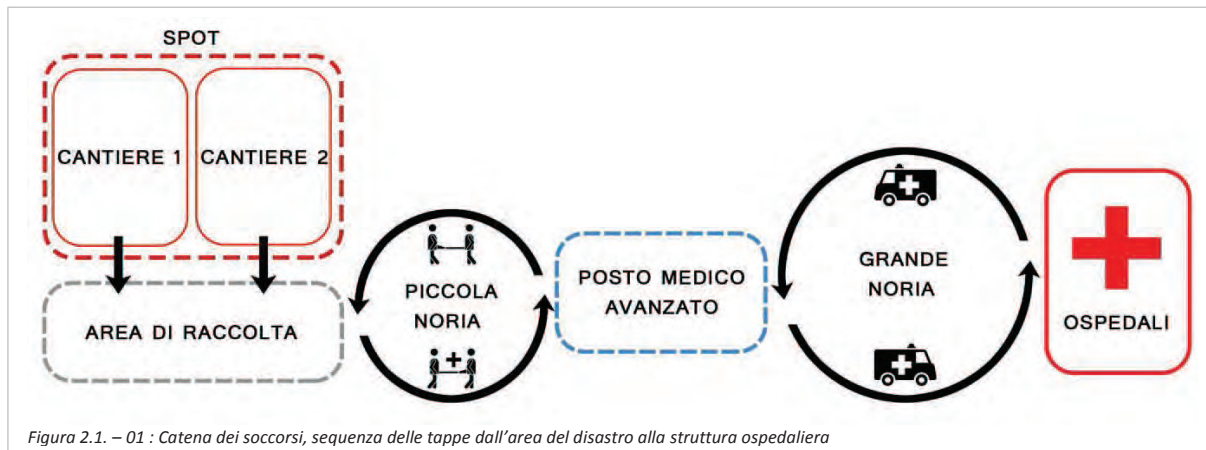 SPOT
CANTIERE 1
CANTIERE 2
AREA DI RACCOLTA
PICCOLA
NORIA
POSTO MEDICO
AVANZATO
GRANDE
NORIA
OSPEDALI
Figura 2.1. – 01 : Catena dei soccorsi, sequenza delle tappe dall’area del disastro alla struttura ospedaliera